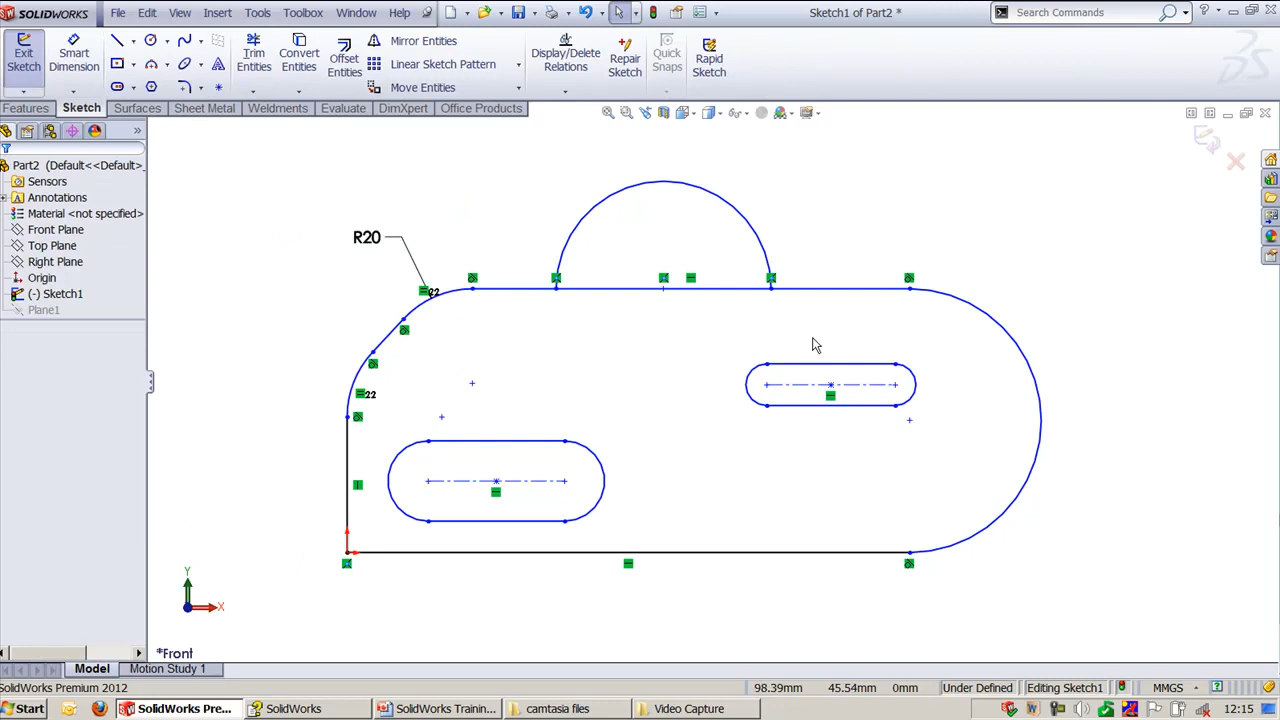 SOLIDWORKS File Edit View Insert Tools Toolbox Window Help Sketch1 of Part2 * Search Commands
Exit Sketch
Smart Dimension
Trim Entities
Convert Entities
Offset Entities
Mirror Entities
Linear Sketch Pattern
Move Entities
Display/Delete Relations
Repair Sketch
Quick Snaps
Rapid Sketch
Features Sketch Surfaces Sheet Metal Weldments Evaluate DimXpert Office Products
Part2 (Default<<Default>_
Sensors
Annotations
Material <not specified>
Front Plane
Top Plane
Right Plane
Origin
(-) Sketch1
Plane1
R20
22
22
Y
X
*Front
Model Motion Study 1
SolidWorks Premium 2012 98.39mm 45.54mm 0mm Under Defined Editing Sketch1 MMGS
Start SolidWorks Pre... SolidWorks SolidWorks Trainin... camtasia files Video Capture 12:15